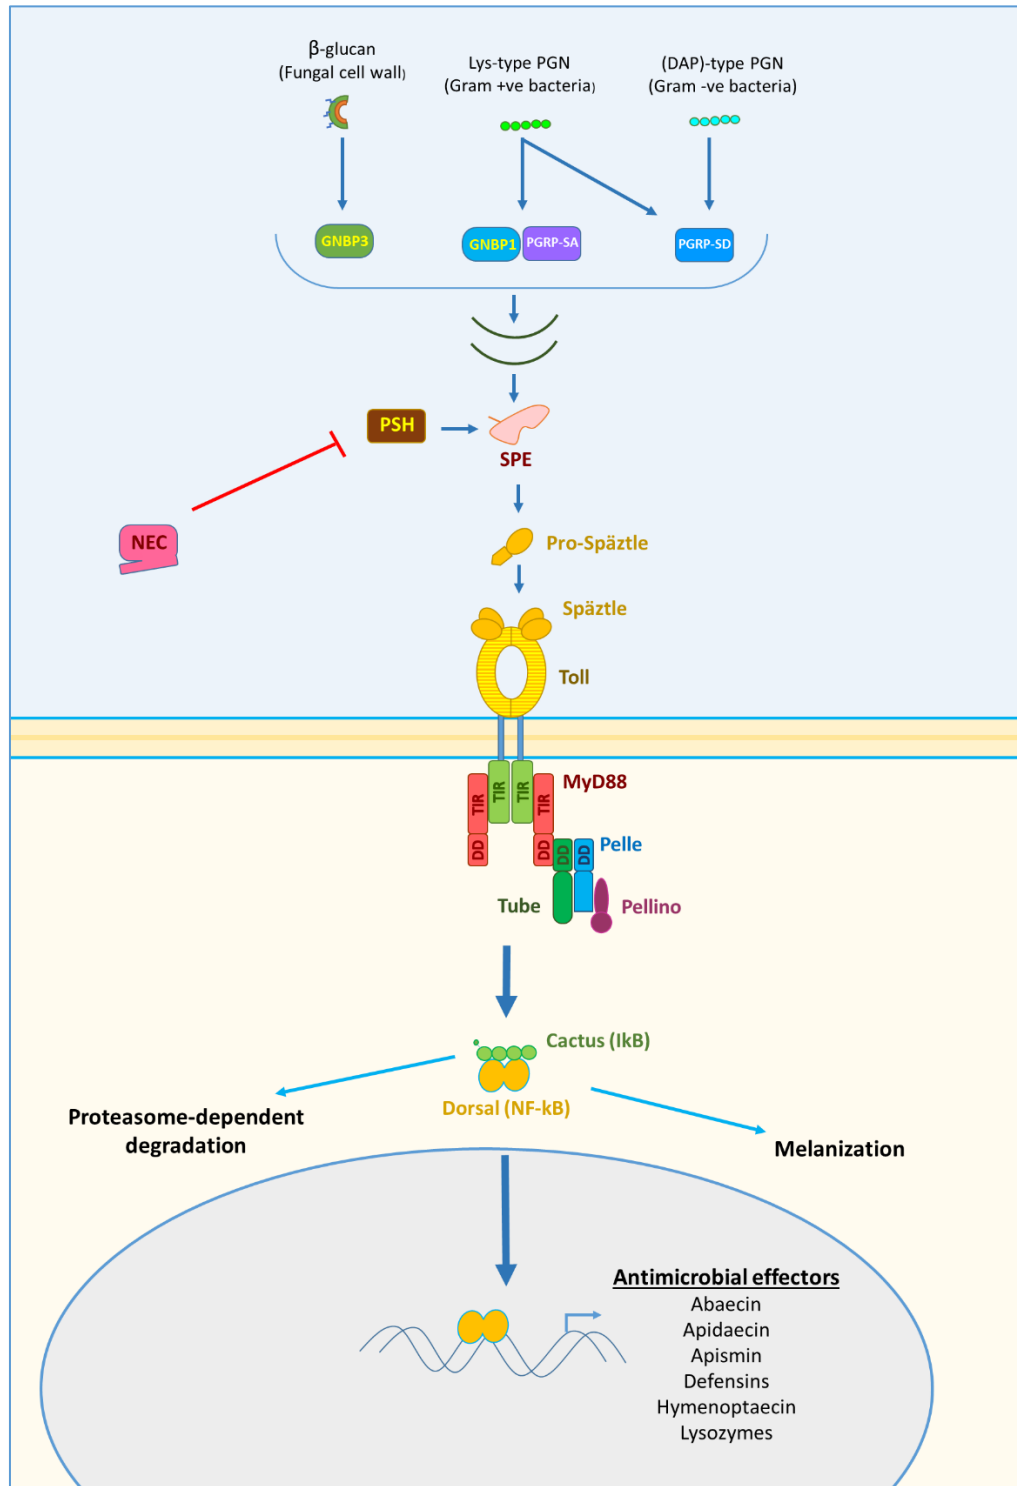 β-glucan
(Fungal cell wall)
Lys-type PGN
(Gram +ve bacteria)
(DAP)-type PGN
(Gram -ve bacteria)
GNBP3
GNBP1
PGRP-SA
PGRP-SD
PSH
SPE
NEC
Pro-Späztle
Späztle
Toll
TIR
TIR
TIR
TIR
MyD88
DD
DD
DD
DD
Pelle
Tube
Pellino
Cactus (IkB)
Dorsal (NF-kB)
Proteasome-dependent
degradation
Melanization
Antimicrobial effectors
Abaecin
Apidaecin
Apismin
Defensins
Hymenoptaecin
Lysozymes